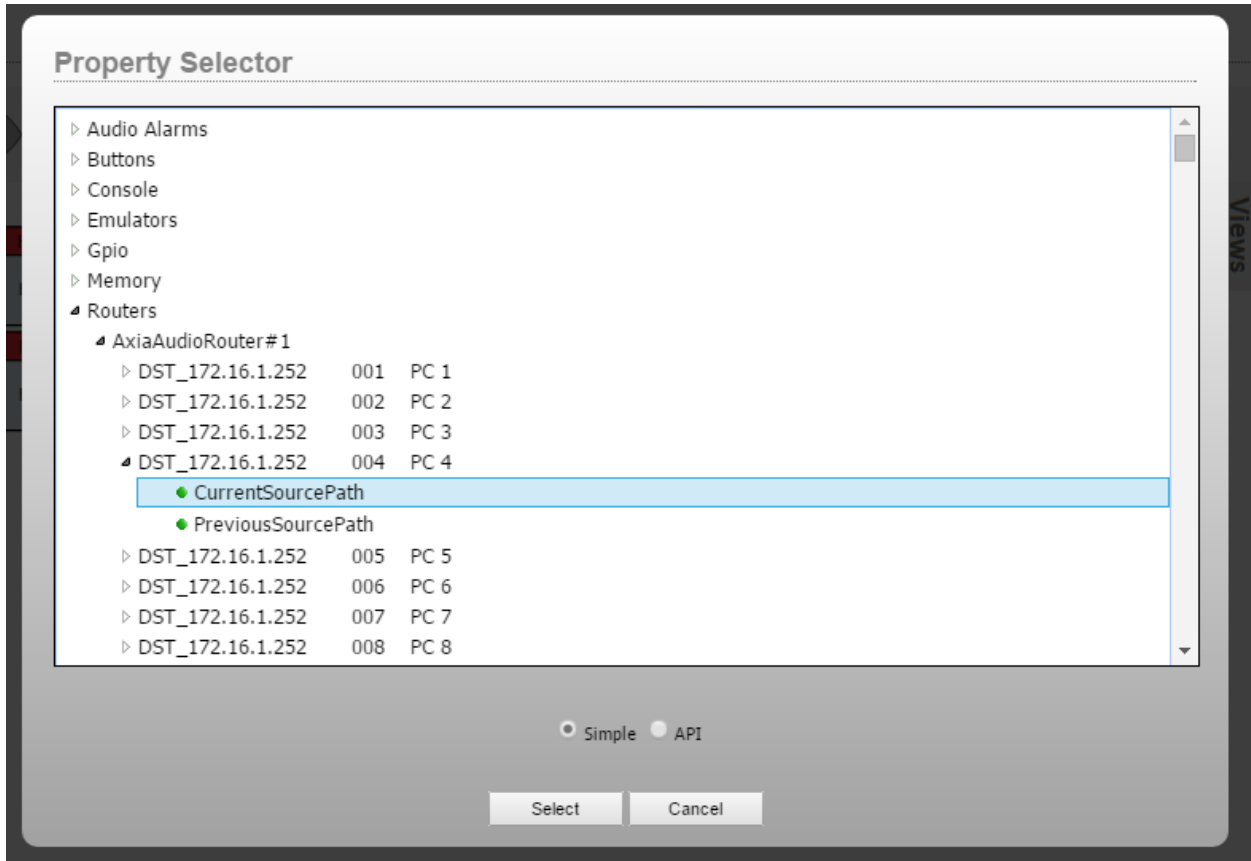 Property Selector
Audio Alarms
Buttons
Console
Emulators
Gpio
Memory
Routers
AxiaAudioRouter#1
DST_172.16.1.252 001 PC 1
DST_172.16.1.252 002 PC 2
DST_172.16.1.252 003 PC 3
DST_172.16.1.252 004 PC 4
CurrentSourcePath
PreviousSourcePath
DST_172.16.1.252 005 PC 5
DST_172.16.1.252 006 PC 6
DST_172.16.1.252 007 PC 7
DST_172.16.1.252 008 PC 8
Simple API
Select Cancel
Views